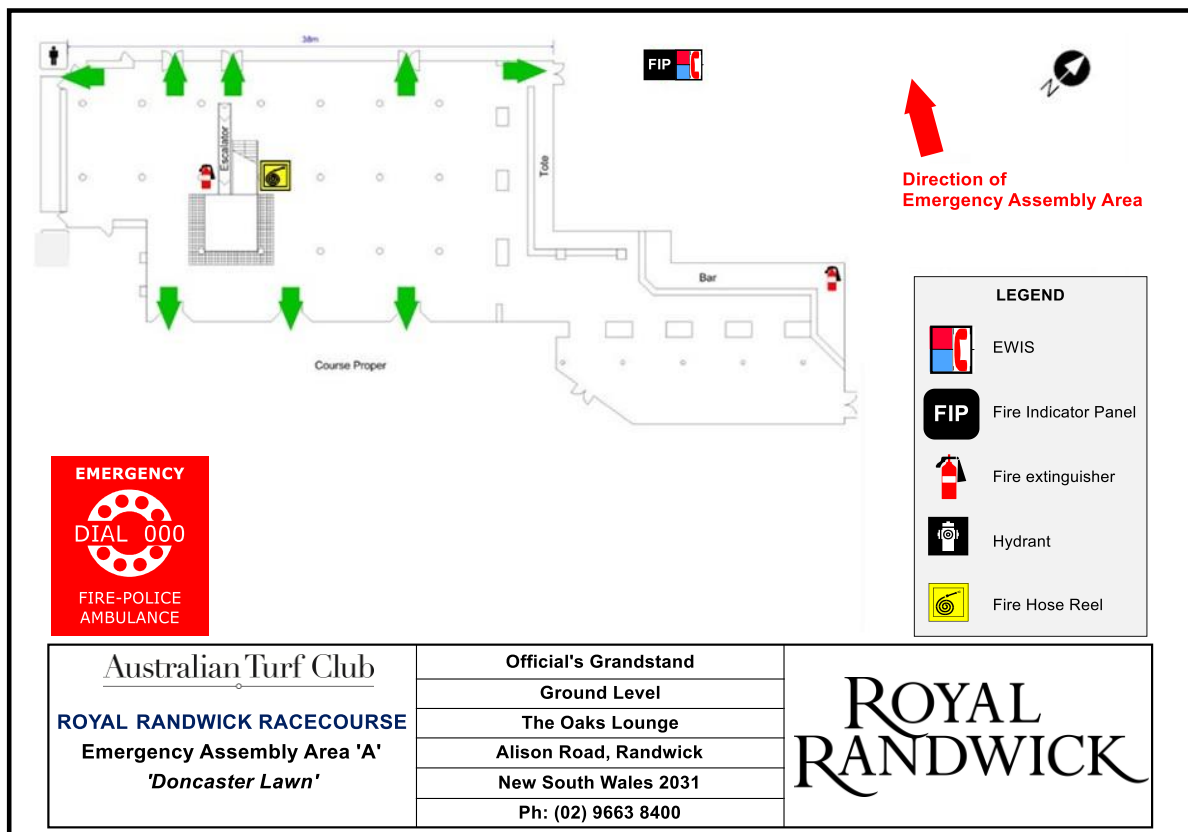 38m
FIP
N
Escalator
Tote
Direction of
Emergency Assembly Area
Bar
Course Proper
LEGEND
EWIS
FIP
Fire Indicator Panel
Fire extinguisher
Hydrant
Fire Hose Reel
EMERGENCY
DIAL 000
FIRE-POLICE
AMBULANCE
Australian Turf Club
ROYAL RANDWICK RACECOURSE
Emergency Assembly Area 'A'
'Doncaster Lawn'
Official's Grandstand
Ground Level
The Oaks Lounge
Alison Road, Randwick
New South Wales 2031
Ph: (02) 9663 8400
ROYAL
RANDWICK